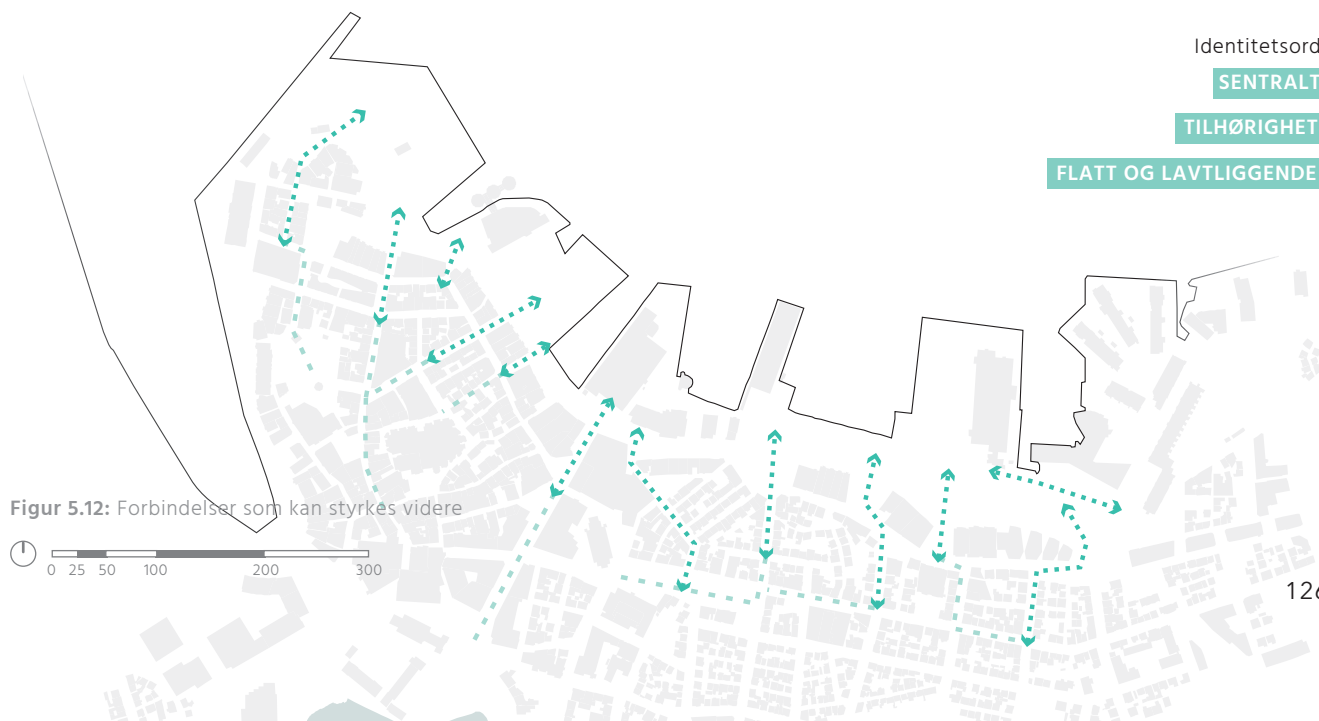 Identitetsord
SENTRALT
TILHØRIGHET
FLATT OG LAVTLIGGENDE
Figur 5.12: Forbindelser som kan styrkes videre
0 25 50 100 200 300
126